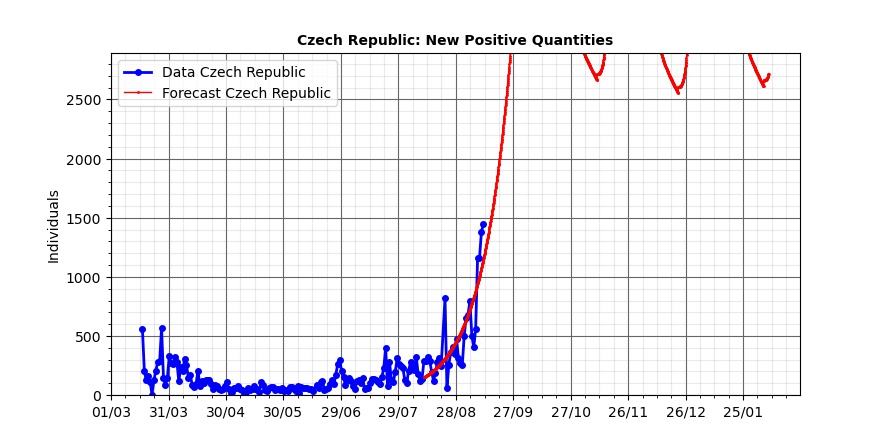 Czech Republic: New Positive Quantities
Data Czech Republic
Forecast Czech Republic
Individuals
2500
2000
1500
1000
500
0
01/03 31/03 30/04 30/05 29/06 29/07 28/08 27/09 27/10 26/11 26/12 25/01